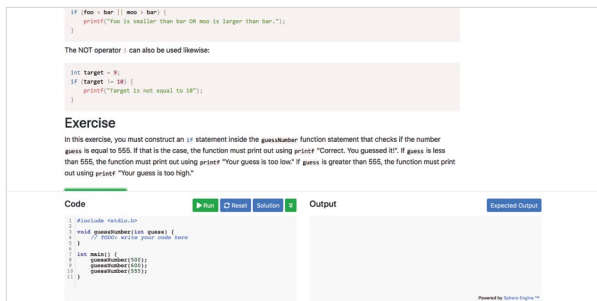 if (foo < bar || moo > bar) {
    printf("foo is smaller than bar OR moo is larger than bar.");
}
The NOT operator ! can also be used likewise:
int target = 9;
if (target != 10) {
    printf("Target is not equal to 10");
}
Exercise
In this exercise, you must construct an if statement inside the guessNumber function statement that checks if the number
guess is equal to 555. If that is the case, the function must print out using printf "Correct. You guessed it!". If guess is less
than 555, the function must print out using printf "Your guess is too low." If guess is greater than 555, the function must print
out using printf "Your guess is too high."
Code
Run
Reset
Solution
Output
Expected Output
1 #include <stdio.h>
2
3 void guessNumber(int guess) {
4     // TODO: write your code here
5 }
6
7 int main() {
8     guessNumber(500);
9     guessNumber(600);
10     guessNumber(555);
11 }
Powered by Sphere Engine ™